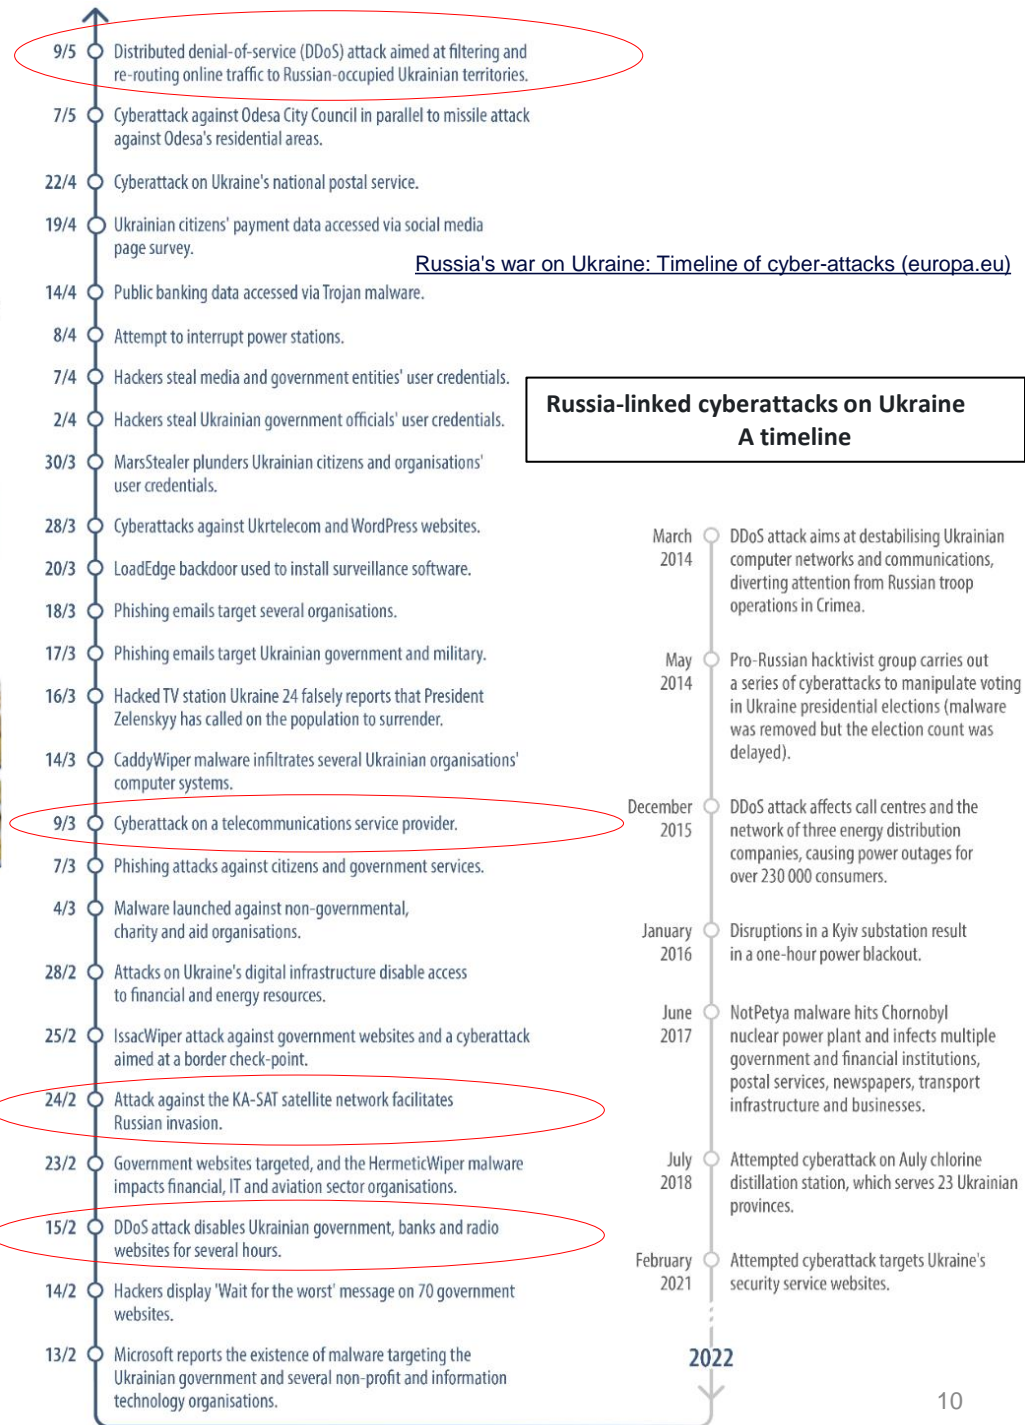 9/5 Distributed denial-of-service (DDoS) attack aimed at filtering and
re-routing online traffic to Russian-occupied Ukrainian territories.
7/5 Cyberattack against Odesa City Council in parallel to missile attack
against Odesa's residential areas.
22/4 Cyberattack on Ukraine's national postal service.
19/4 Ukrainian citizens' payment data accessed via social media
page survey.
14/4 Public banking data accessed via Trojan malware.
8/4 Attempt to interrupt power stations.
7/4 Hackers steal media and government entities' user credentials.
2/4 Hackers steal Ukrainian government officials' user credentials.
30/3 MarsStealer plunders Ukrainian citizens and organisations'
user credentials.
28/3 Cyberattacks against Ukrtelecom and WordPress websites.
20/3 LoadEdge backdoor used to install surveillance software.
18/3 Phishing emails target several organisations.
17/3 Phishing emails target Ukrainian government and military.
16/3 Hacked TV station Ukraine 24 falsely reports that President
Zelenskyy has called on the population to surrender.
14/3 CaddyWiper malware infiltrates several Ukrainian organisations'
computer systems.
9/3 Cyberattack on a telecommunications service provider.
7/3 Phishing attacks against citizens and government services.
4/3 Malware launched against non-governmental,
charity and aid organisations.
28/2 Attacks on Ukraine's digital infrastructure disable access
to financial and energy resources.
25/2 IssacWiper attack against government websites and a cyberattack
aimed at a border check-point.
24/2 Attack against the KA-SAT satellite network facilitates
Russian invasion.
23/2 Government websites targeted, and the HermeticWiper malware
impacts financial, IT and aviation sector organisations.
15/2 DDoS attack disables Ukrainian government, banks and radio
websites for several hours.
14/2 Hackers display 'Wait for the worst' message on 70 government
websites.
13/2 Microsoft reports the existence of malware targeting the
Ukrainian government and several non-profit and information
technology organisations.
Russia's war on Ukraine: Timeline of cyber-attacks (europa.eu)
Russia-linked cyberattacks on Ukraine
A timeline
March DDoS attack aims at destabilising Ukrainian
2014 computer networks and communications,
diverting attention from Russian troop
operations in Crimea.
May Pro-Russian hacktivist group carries out
2014 a series of cyberattacks to manipulate voting
in Ukraine presidential elections (malware
was removed but the election count was
delayed).
December DDoS attack affects call centres and the
2015 network of three energy distribution
companies, causing power outages for
over 230 000 consumers.
January Disruptions in a Kyiv substation result
2016 in a one-hour power blackout.
June NotPetya malware hits Chornobyl
2017 nuclear power plant and infects multiple
government and financial institutions,
postal services, newspapers, transport
infrastructure and businesses.
July Attempted cyberattack on Auly chlorine
2018 distillation station, which serves 23 Ukrainian
provinces.
February Attempted cyberattack targets Ukraine's
2021 security service websites.
2022
10